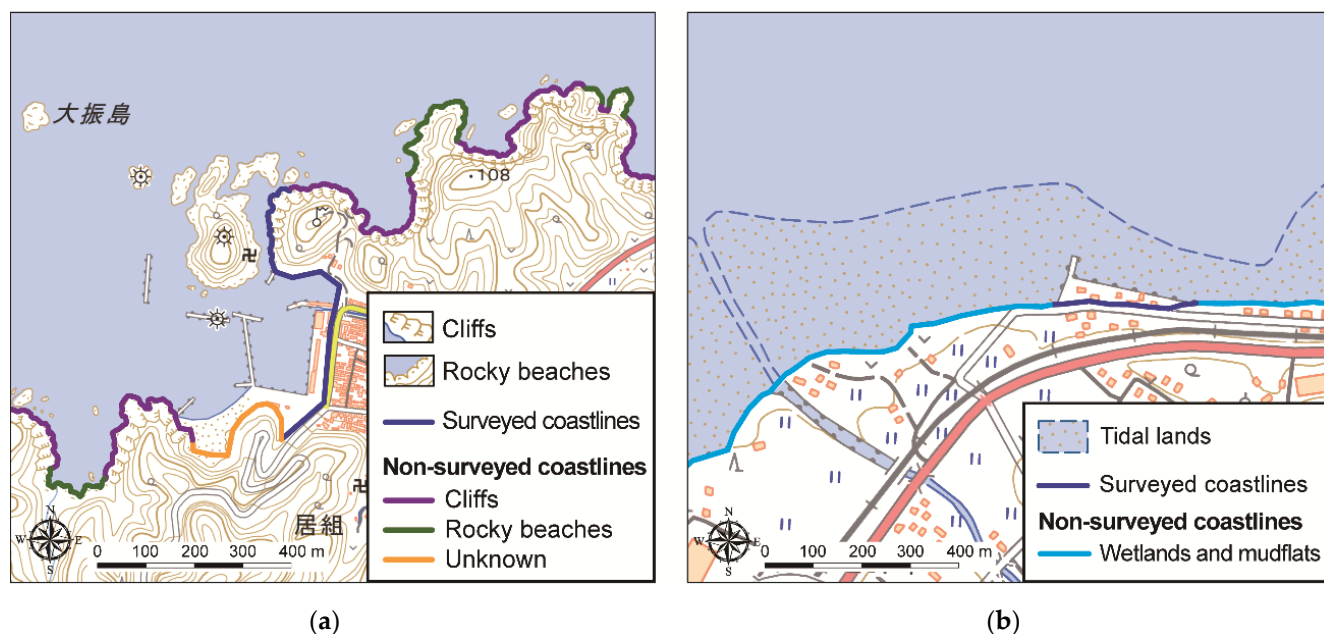 大振島
108
居組
Cliffs
Rocky beaches
Surveyed coastlines
Non-surveyed coastlines
Cliffs
Rocky beaches
Unknown
N
W E
S
0 100 200 300 400 m
(a)
Tidal lands
Surveyed coastlines
Non-surveyed coastlines
Wetlands and mudflats
N
W E
S
0 100 200 300 400 m
(b)